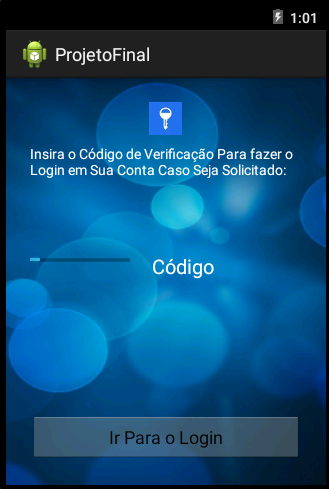 1:01
ProjetoFinal
Insira o Código de Verificação Para fazer o
Login em Sua Conta Caso Seja Solicitado:
Código
Ir Para o Login